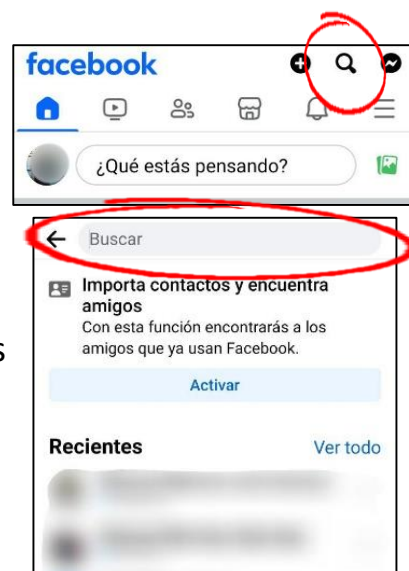 facebook
¿Qué estás pensando?
Buscar
Importa contactos y encuentra
amigos
Con esta función encontrarás a los
amigos que ya usan Facebook.
s
Activar
Recientes
Ver todo